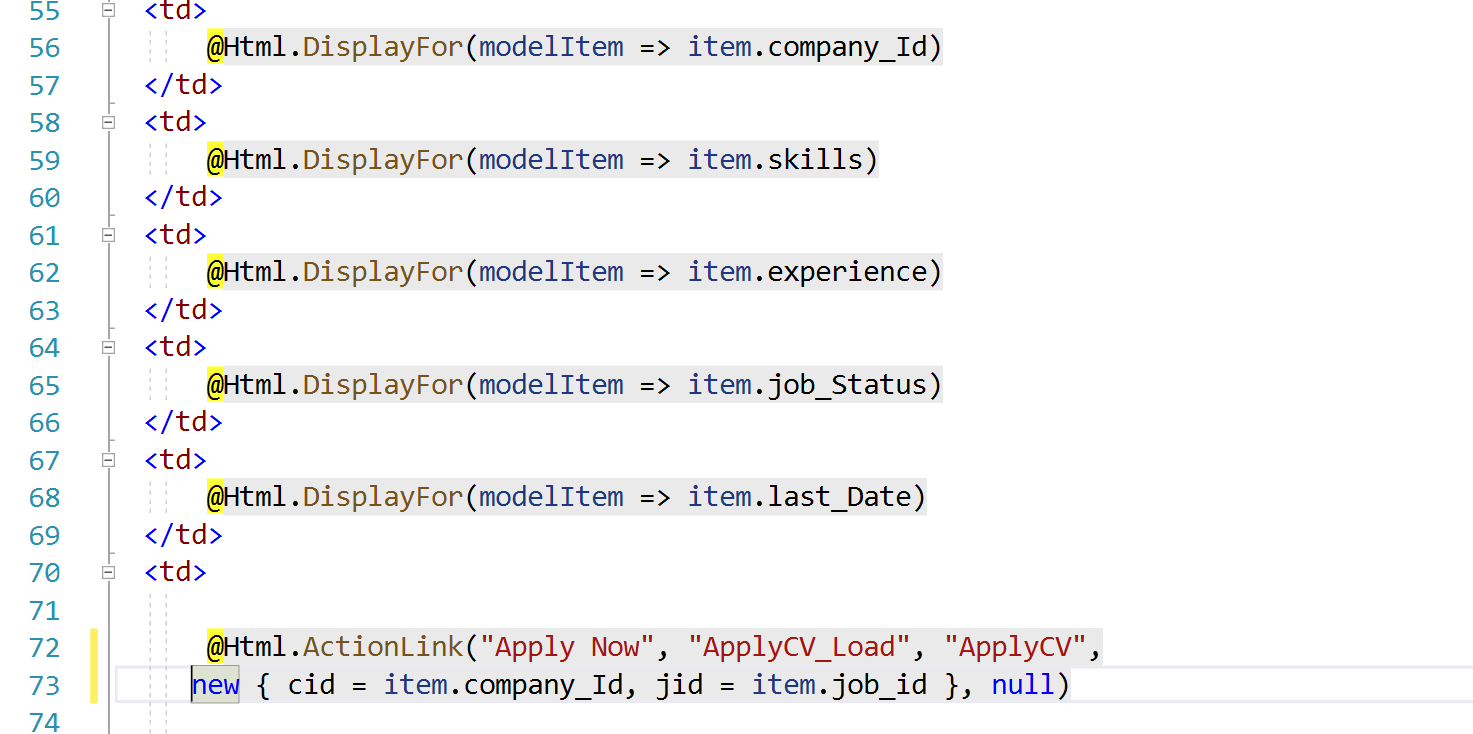 55 <td>
56 @Html.DisplayFor(modelItem => item.company_Id)
57 </td>
58 <td>
59 @Html.DisplayFor(modelItem => item.skills)
60 </td>
61 <td>
62 @Html.DisplayFor(modelItem => item.experience)
63 </td>
64 <td>
65 @Html.DisplayFor(modelItem => item.job_Status)
66 </td>
67 <td>
68 @Html.DisplayFor(modelItem => item.last_Date)
69 </td>
70 <td>
71
72 @Html.ActionLink("Apply Now", "ApplyCV_Load", "ApplyCV",
73 new { cid = item.company_Id, jid = item.job_id }, null)
74